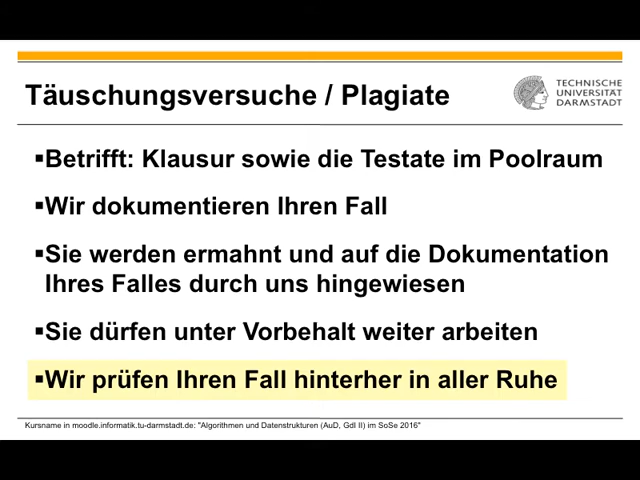 Täuschungsversuche / Plagiate
TECHNISCHE
UNIVERSITÄT
DARMSTADT
▪Betrifft: Klausur sowie die Testate im Poolraum
▪Wir dokumentieren Ihren Fall
▪Sie werden ermahnt und auf die Dokumentation
Ihres Falles durch uns hingewiesen
▪Sie dürfen unter Vorbehalt weiter arbeiten
▪Wir prüfen Ihren Fall hinterher in aller Ruhe
Kursname in moodle.informatik.tu-darmstadt.de: "Algorithmen und Datenstrukturen (AuD, GdI II) im SoSe 2016"